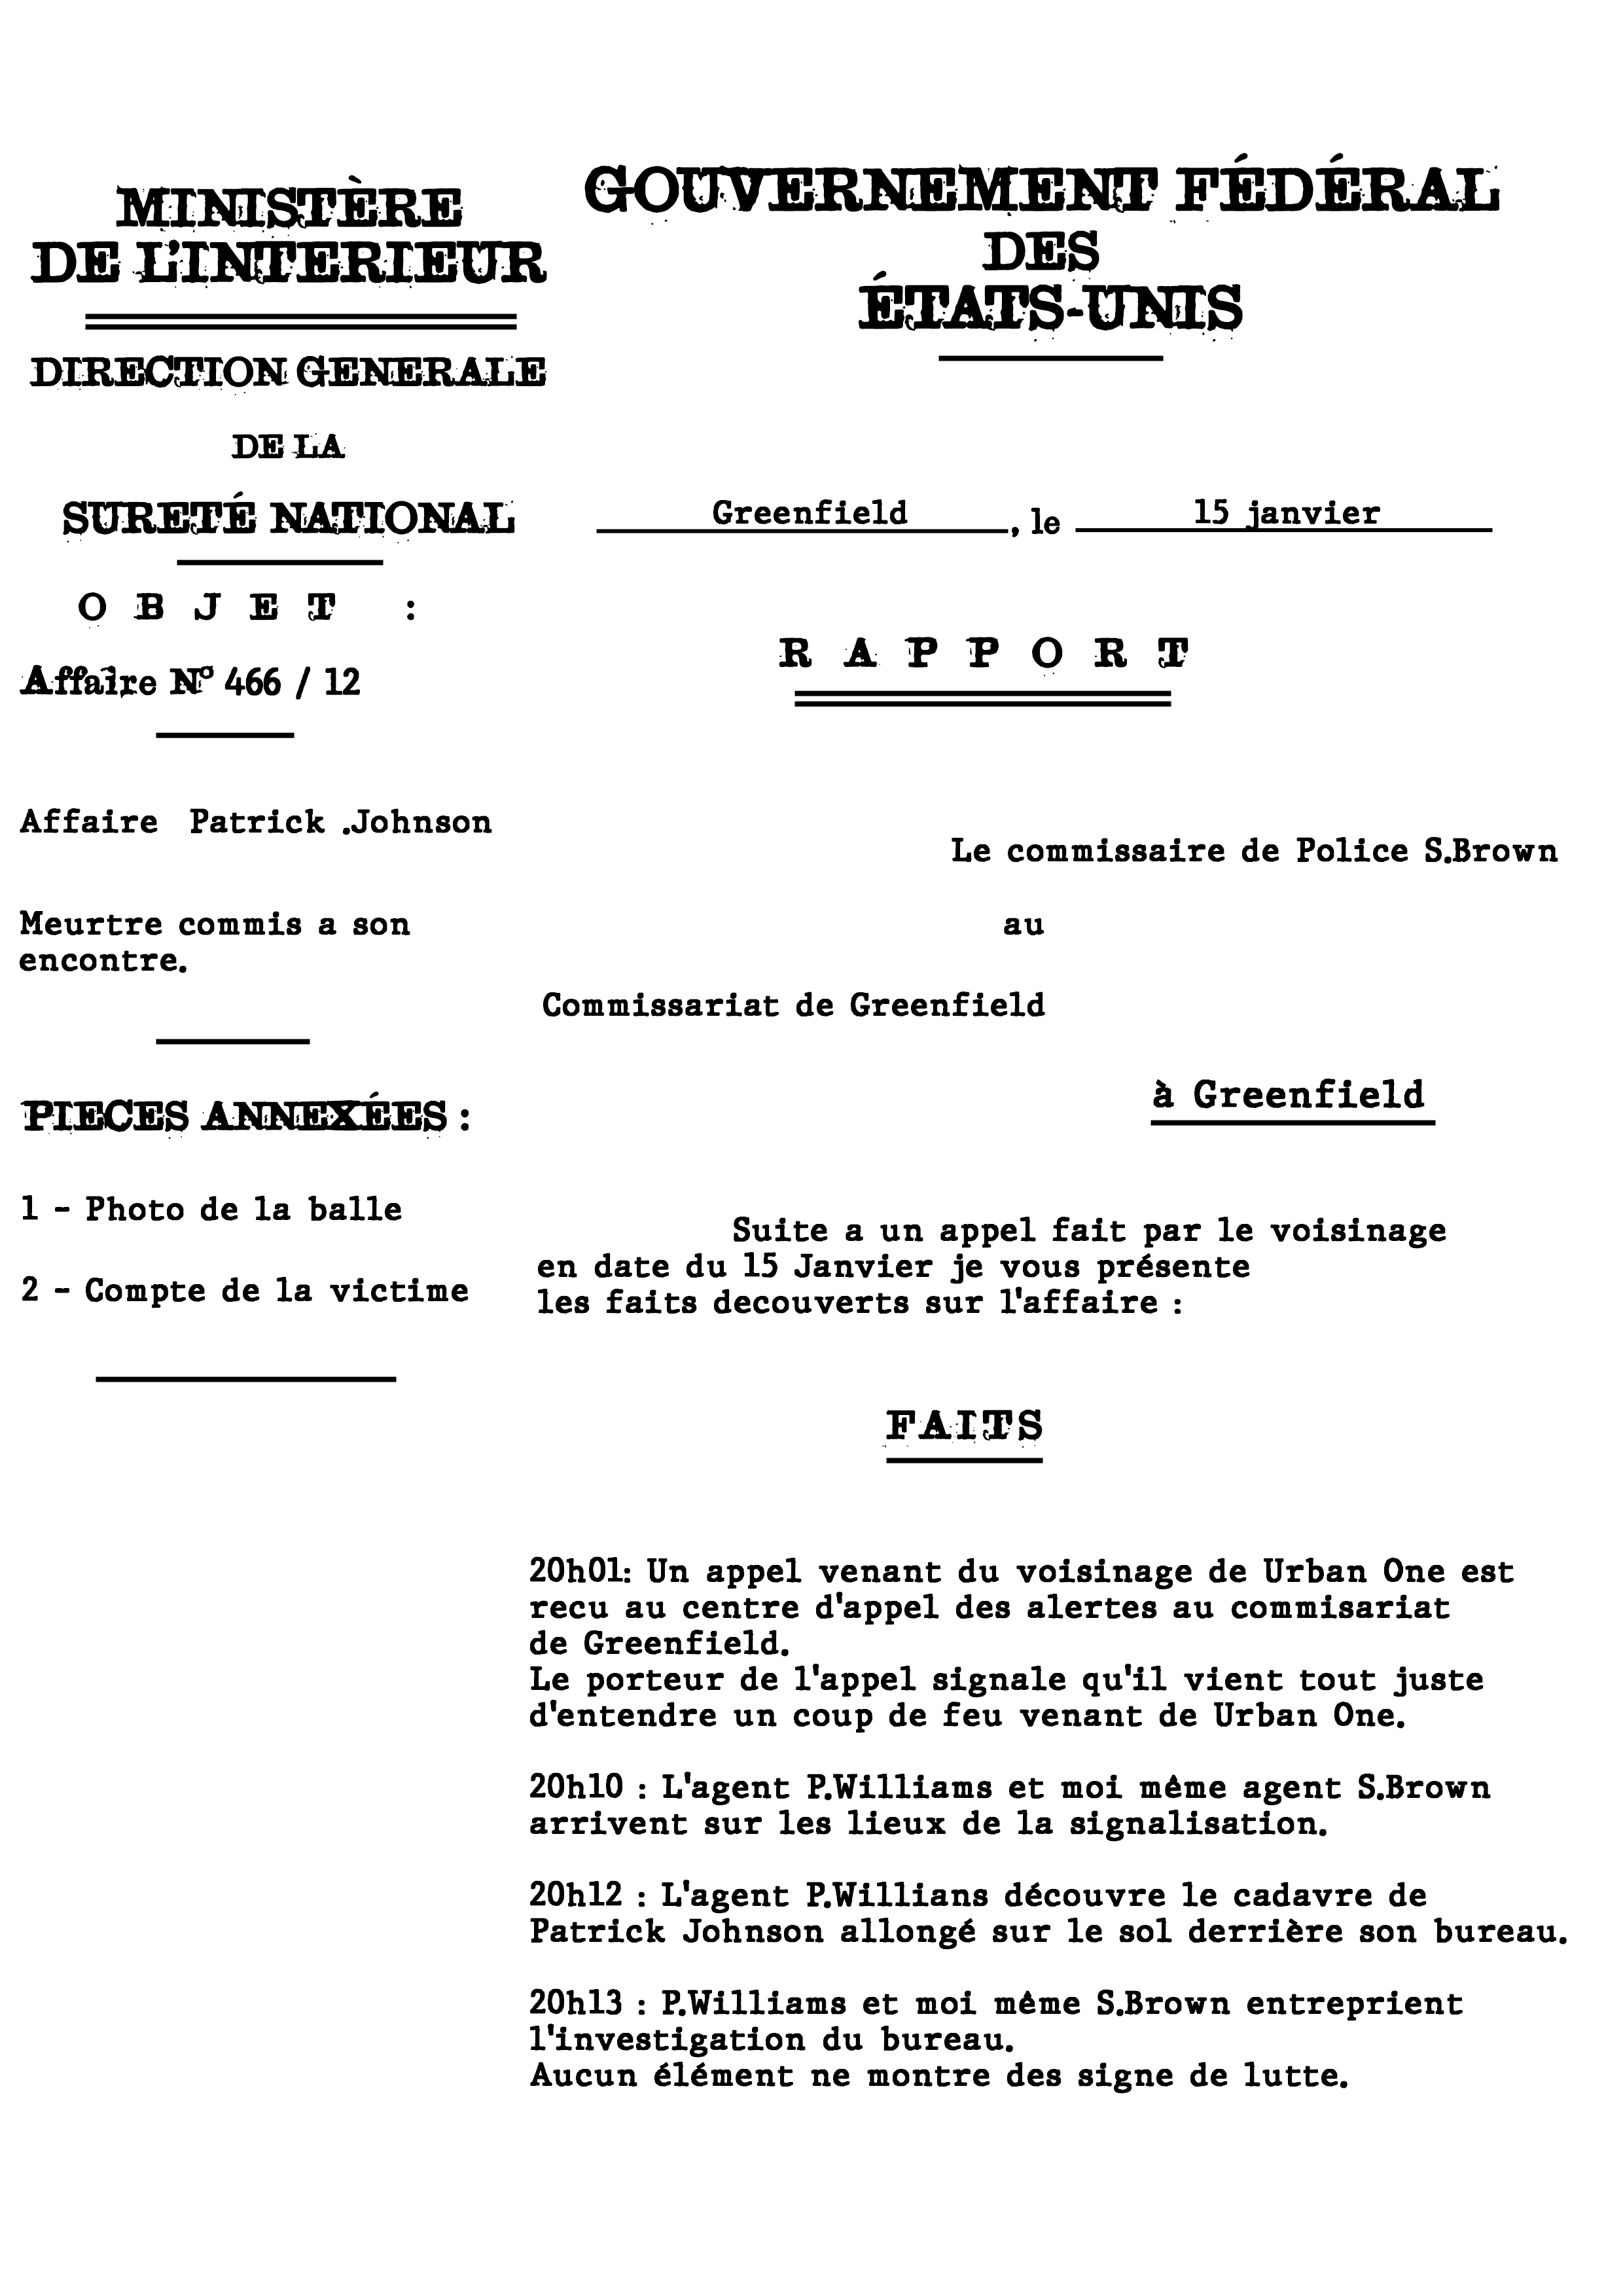 MINISTÈRE
DE L'INTERIEUR
DIRECTION GENERALE
DE LA
SURETÉ NATIONAL
O B J E T :
Affaire Nº 466 / 12
Affaire Patrick .Johnson
Meurtre commis a son
encontre.
PIECES ANNEXÉES :
1 - Photo de la balle
2 - Compte de la victime
GOUVERNEMENT FÉDÉRAL
DES
ÉTATS-UNIS
Greenfield, le 15 janvier
R A P P O R T
Le commissaire de Police S.Brown
au
Commissariat de Greenfield
à Greenfield
Suite a un appel fait par le voisinage
en date du 15 Janvier je vous présente
les faits decouverts sur l'affaire :
FAITS
20h01: Un appel venant du voisinage de Urban One est
recu au centre d'appel des alertes au commisariat
de Greenfield.
Le porteur de l'appel signale qu'il vient tout juste
d'entendre un coup de feu venant de Urban One.
20h10 : L'agent P.Williams et moi même agent S.Brown
arrivent sur les lieux de la signalisation.
20h12 : L'agent P.Willians découvre le cadavre de
Patrick Johnson allongé sur le sol derrière son bureau.
20h13 : P.Williams et moi même S.Brown entreprient
l'investigation du bureau.
Aucun élément ne montre des signe de lutte.